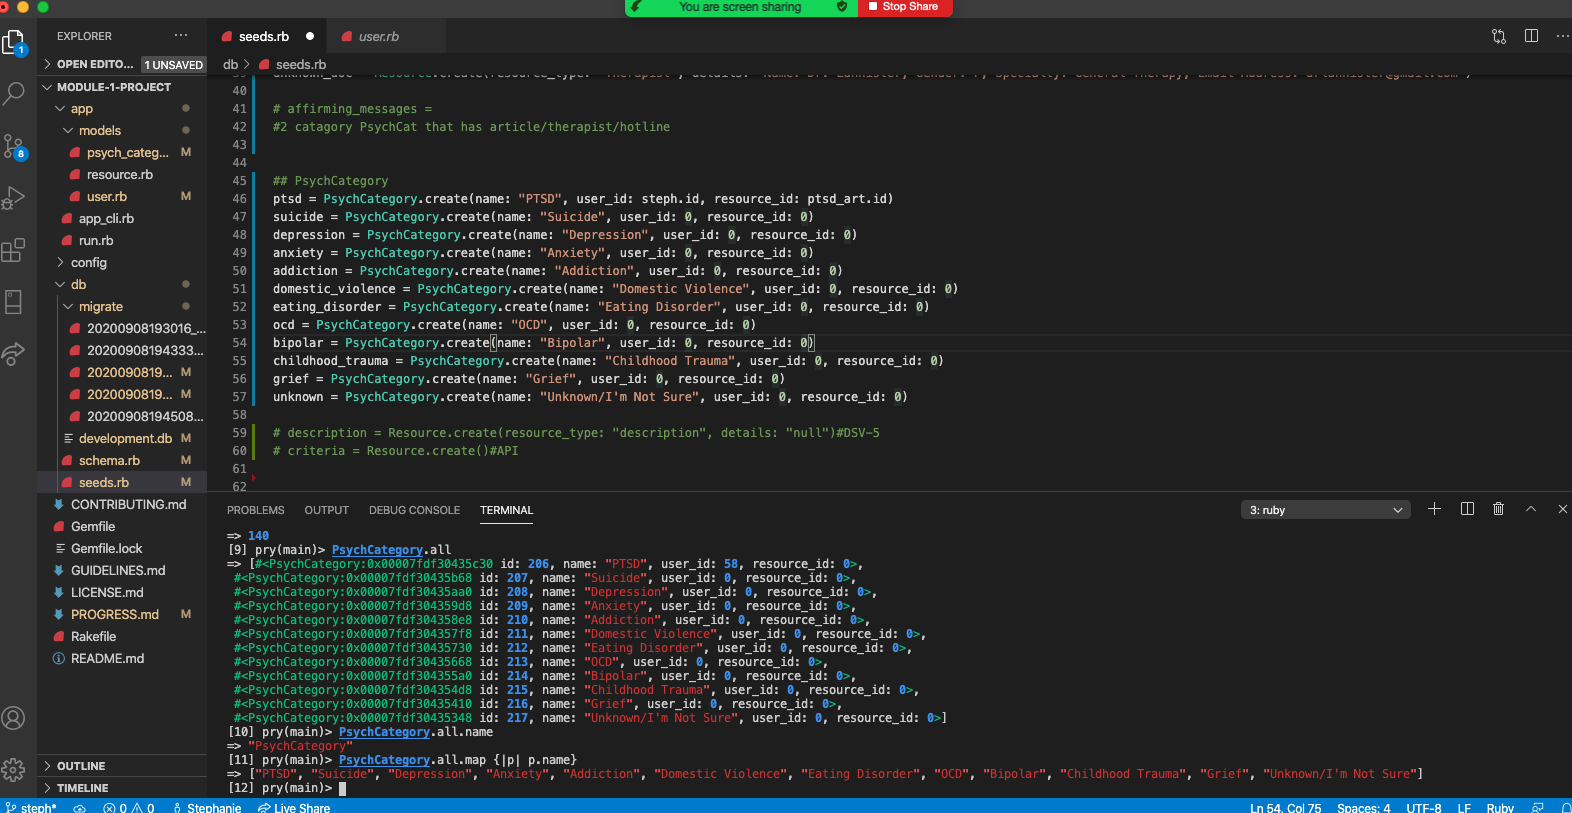 You are screen sharing
Stop Share
EXPLORER
seeds.rb
user.rb
OPEN EDITO...
1 UNSAVED
db > seeds.rb
MODULE-1-PROJECT
app
models
psych_categ... M
resource.rb
user.rb M
app_cli.rb
run.rb
config
db
migrate
20200908193016_...
20200908194333...
2020090819... M
2020090819... M
20200908194508...
development.db M
schema.rb M
seeds.rb M
CONTRIBUTING.md
Gemfile
Gemfile.lock
GUIDELINES.md
LICENSE.md
PROGRESS.md M
Rakefile
README.md
OUTLINE
TIMELINE
1
8
40
41 # affirming_messages =
42 #2 catagory PsychCat that has article/therapist/hotline
43
44
45 ## PsychCategory
46 ptsd = PsychCategory.create(name: "PTSD", user_id: steph.id, resource_id: ptsd_art.id)
47 suicide = PsychCategory.create(name: "Suicide", user_id: 0, resource_id: 0)
48 depression = PsychCategory.create(name: "Depression", user_id: 0, resource_id: 0)
49 anxiety = PsychCategory.create(name: "Anxiety", user_id: 0, resource_id: 0)
50 addiction = PsychCategory.create(name: "Addiction", user_id: 0, resource_id: 0)
51 domestic_violence = PsychCategory.create(name: "Domestic Violence", user_id: 0, resource_id: 0)
52 eating_disorder = PsychCategory.create(name: "Eating Disorder", user_id: 0, resource_id: 0)
53 ocd = PsychCategory.create(name: "OCD", user_id: 0, resource_id: 0)
54 bipolar = PsychCategory.create(name: "Bipolar", user_id: 0, resource_id: 0)
55 childhood_trauma = PsychCategory.create(name: "Childhood Trauma", user_id: 0, resource_id: 0)
56 grief = PsychCategory.create(name: "Grief", user_id: 0, resource_id: 0)
57 unknown = PsychCategory.create(name: "Unknown/I'm Not Sure", user_id: 0, resource_id: 0)
58
59 # description = Resource.create(resource_type: "description", details: "null")#DSV-5
60 # criteria = Resource.create()#API
61
62
PROBLEMS OUTPUT DEBUG CONSOLE TERMINAL
3: ruby
=> 140
[9] pry(main)> PsychCategory.all
=> [#<PsychCategory:0x00007fdf30435c30 id: 206, name: "PTSD", user_id: 58, resource_id: 0>,
#<PsychCategory:0x00007fdf30435b68 id: 207, name: "Suicide", user_id: 0, resource_id: 0>,
#<PsychCategory:0x00007fdf30435aa0 id: 208, name: "Depression", user_id: 0, resource_id: 0>,
#<PsychCategory:0x00007fdf304359d8 id: 209, name: "Anxiety", user_id: 0, resource_id: 0>,
#<PsychCategory:0x00007fdf304358e8 id: 210, name: "Addiction", user_id: 0, resource_id: 0>,
#<PsychCategory:0x00007fdf304357f8 id: 211, name: "Domestic Violence", user_id: 0, resource_id: 0>,
#<PsychCategory:0x00007fdf30435730 id: 212, name: "Eating Disorder", user_id: 0, resource_id: 0>,
#<PsychCategory:0x00007fdf30435668 id: 213, name: "OCD", user_id: 0, resource_id: 0>,
#<PsychCategory:0x00007fdf304355a0 id: 214, name: "Bipolar", user_id: 0, resource_id: 0>,
#<PsychCategory:0x00007fdf304354d8 id: 215, name: "Childhood Trauma", user_id: 0, resource_id: 0>,
#<PsychCategory:0x00007fdf30435410 id: 216, name: "Grief", user_id: 0, resource_id: 0>,
#<PsychCategory:0x00007fdf30435348 id: 217, name: "Unknown/I'm Not Sure", user_id: 0, resource_id: 0>]
[10] pry(main)> PsychCategory.all.name
=> "PsychCategory"
[11] pry(main)> PsychCategory.all.map {|p| p.name}
=> ["PTSD", "Suicide", "Depression", "Anxiety", "Addiction", "Domestic Violence", "Eating Disorder", "OCD", "Bipolar", "Childhood Trauma", "Grief", "Unknown/I'm Not Sure"]
[12] pry(main)>
steph* 0 0 Stephanie Live Share Ln 54, Col 75 Spaces: 4 UTF-8 LF Ruby